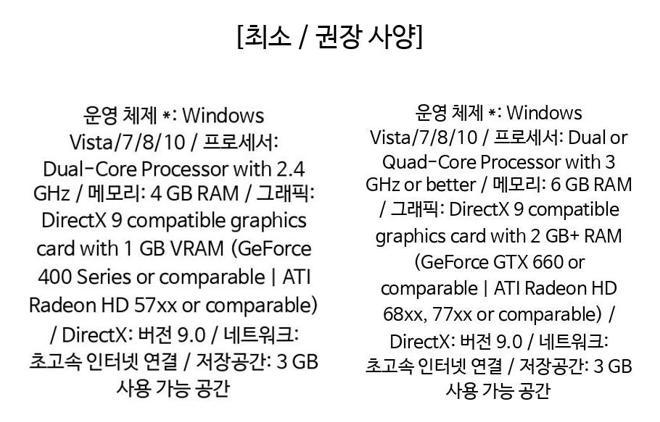 [최소 / 권장 사양]
운영 체제 *: Windows
Vista/7/8/10 / 프로세서:
Dual-Core Processor with 2.4
GHz / 메모리: 4 GB RAM / 그래픽:
DirectX 9 compatible graphics
card with 1 GB VRAM (GeForce
400 Series or comparable | ATI
Radeon HD 57xx or comparable)
/ DirectX: 버전 9.0 / 네트워크:
초고속 인터넷 연결 / 저장공간: 3 GB
사용 가능 공간
운영 체제 *: Windows
Vista/7/8/10 / 프로세서: Dual or
Quad-Core Processor with 3
GHz or better / 메모리: 6 GB RAM
/ 그래픽: DirectX 9 compatible
graphics card with 2 GB+ RAM
(GeForce GTX 660 or
comparable | ATI Radeon HD
68xx, 77xx or comparable) /
DirectX: 버전 9.0 / 네트워크:
초고속 인터넷 연결 / 저장공간: 3 GB
사용 가능 공간